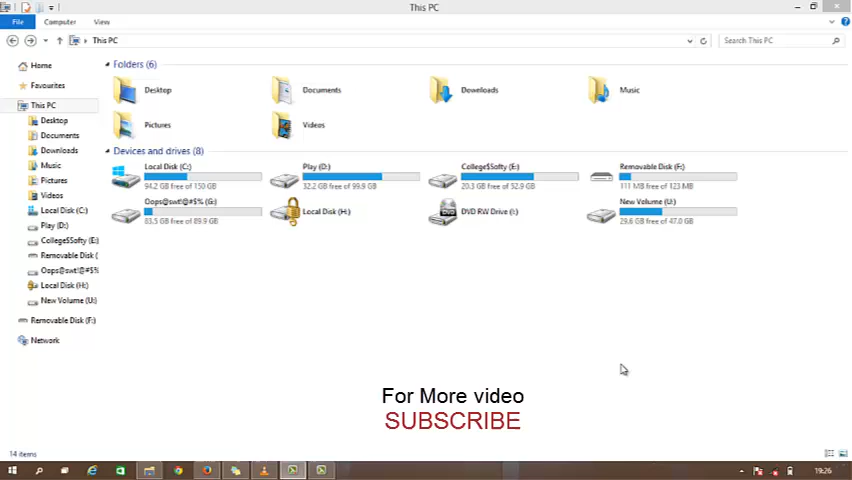 This PC
File Computer View
This PC
Search This PC
Home
Favourites
This PC
Desktop
Documents
Downloads
Music
Pictures
Videos
Local Disk (C:)
Play (D:)
College$Softy (E:)
Removable Disk (
Oops@swt!@#$%
Local Disk (H:)
New Volume (U:)
Removable Disk (F:)
Network
Folders (6)
Desktop
Documents
Downloads
Music
Pictures
Videos
Devices and drives (8)
Local Disk (C:)
94.2 GB free of 150 GB
Play (D:)
32.2 GB free of 99.9 GB
College$Softy (E:)
20.3 GB free of 52.9 GB
Removable Disk (F:)
111 MB free of 123 MB
Oops@swt!@#$% (G:)
83.5 GB free of 89.9 GB
Local Disk (H:)
DVD RW Drive (I:)
New Volume (U:)
29.6 GB free of 47.0 GB
For More video
SUBSCRIBE
14 items
19:26